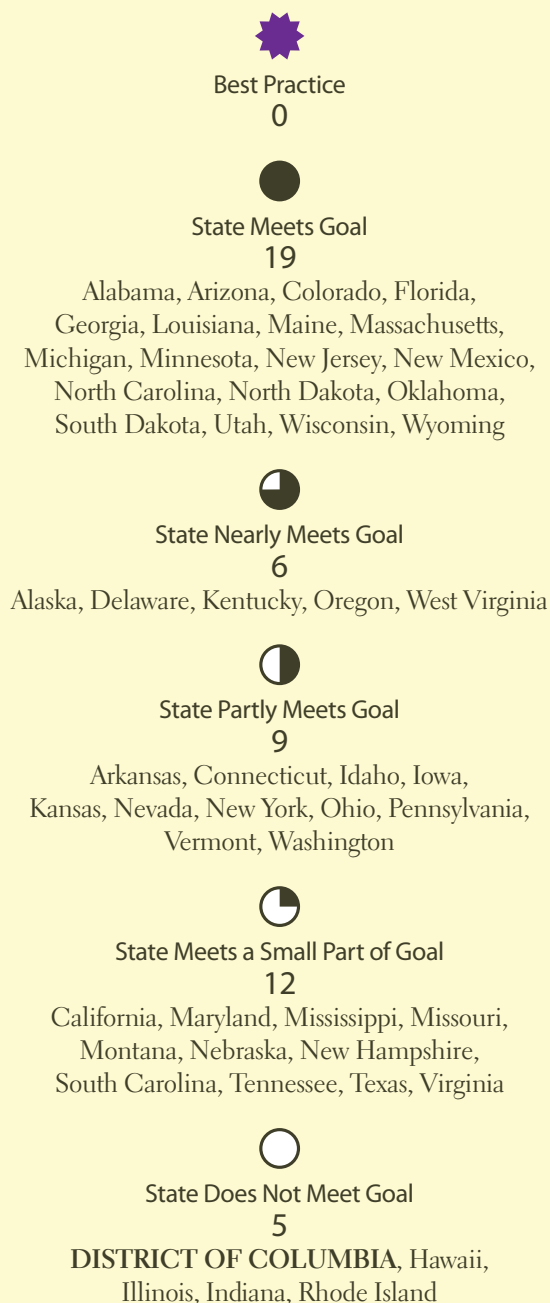 Best Practice
0
State Meets Goal
19
Alabama, Arizona, Colorado, Florida,
Georgia, Louisiana, Maine, Massachusetts,
Michigan, Minnesota, New Jersey, New Mexico,
North Carolina, North Dakota, Oklahoma,
South Dakota, Utah, Wisconsin, Wyoming
State Nearly Meets Goal
6
Alaska, Delaware, Kentucky, Oregon, West Virginia
State Partly Meets Goal
9
Arkansas, Connecticut, Idaho, Iowa,
Kansas, Nevada, New York, Ohio, Pennsylvania,
Vermont, Washington
State Meets a Small Part of Goal
12
California, Maryland, Mississippi, Missouri,
Montana, Nebraska, New Hampshire,
South Carolina, Tennessee, Texas, Virginia
State Does Not Meet Goal
5
DISTRICT OF COLUMBIA, Hawaii,
Illinois, Indiana, Rhode Island